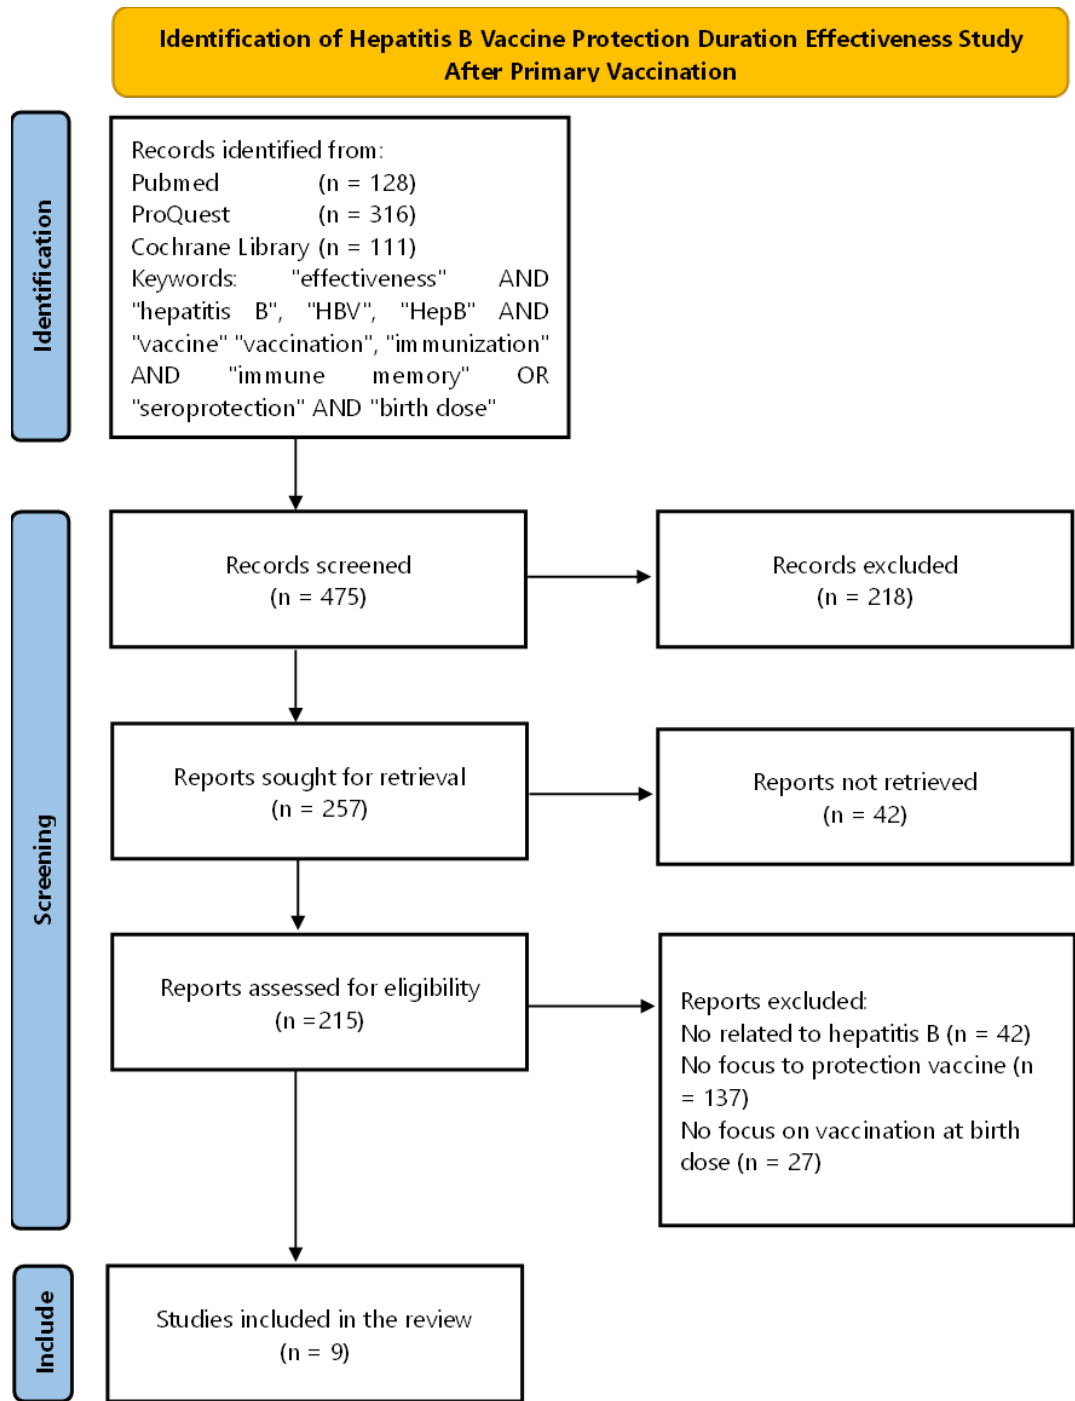 Identification of Hepatitis B Vaccine Protection Duration Effectiveness Study
After Primary Vaccination
Identification
Records identified from:
Pubmed (n = 128)
ProQuest (n = 316)
Cochrane Library (n = 111)
Keywords: "effectiveness" AND
"hepatitis B", "HBV", "HepB" AND
"vaccine" "vaccination", "immunization"
AND "immune memory" OR
"seroprotection" AND "birth dose"
Screening
Records screened
(n = 475)
Records excluded
(n = 218)
Reports sought for retrieval
(n = 257)
Reports not retrieved
(n = 42)
Reports assessed for eligibility
(n =215)
Reports excluded:
No related to hepatitis B (n = 42)
No focus to protection vaccine (n
= 137)
No focus on vaccination at birth
dose (n = 27)
Include
Studies included in the review
(n = 9)